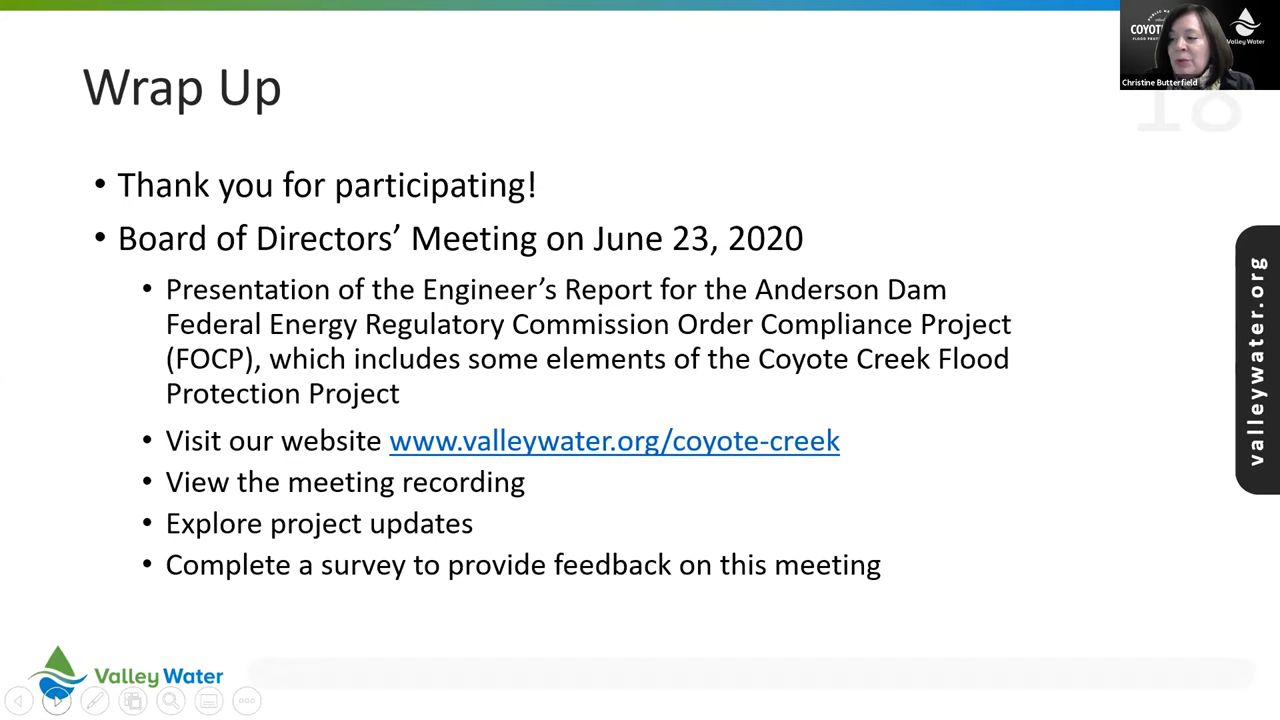 Wrap Up
18
• Thank you for participating!
• Board of Directors’ Meeting on June 23, 2020
• Presentation of the Engineer’s Report for the Anderson Dam
Federal Energy Regulatory Commission Order Compliance Project
(FOCP), which includes some elements of the Coyote Creek Flood
Protection Project
• Visit our website www.valleywater.org/coyote-creek
• View the meeting recording
• Explore project updates
• Complete a survey to provide feedback on this meeting
Valley Water
valleywater.org
Valley Water
Christine Butterfield